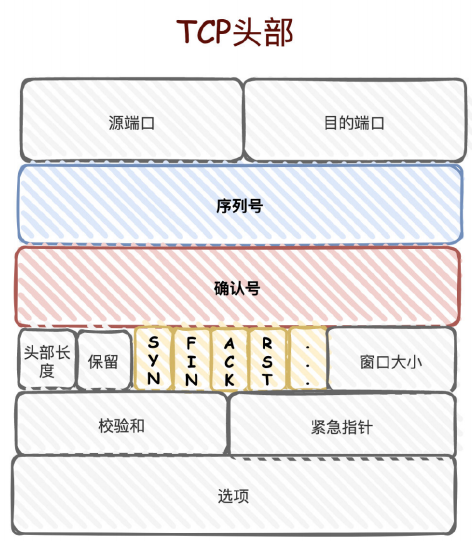 TCP头部
源端口 目的端口
序列号
确认号
头部长
度
保留
SYN FIN ACK RST ...
窗口大小
校验和 紧急指针
选项